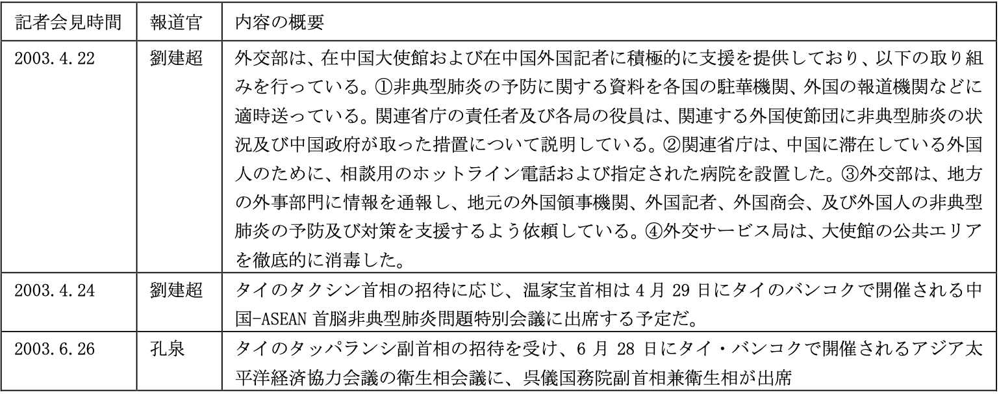 記者会見時間 報道官 内容の概要
2003.4.22 劉建超 外交部は、在中国大使館および在中国外国記者に積極的に支援を提供しており、以下の取り組
みを行っている。①非典型肺炎の予防に関する資料を各国の駐華機関、外国の報道機関などに
適時送っている。関連省庁の責任者及び各局の役員は、関連する外国使節団に非典型肺炎の状
況及び中国政府が取った措置について説明している。②関連省庁は、中国に滞在している外国
人のために、相談用のホットライン電話および指定された病院を設置した。③外交部は、地方
の外事部門に情報を通報し、地元の外国領事機関、外国記者、外国商会、及び外国人の非典型
肺炎の予防及び対策を支援するよう依頼している。④外交サービス局は、大使館の公共エリア
を徹底的に消毒した。
2003.4.24 劉建超 タイのタクシン首相の招待に応じ、温家宝首相は 4 月 29 日にタイのバンコクで開催される中
国-ASEAN 首脳非典型肺炎問題特別会議に出席する予定だ。
2003.6.26 孔泉 タイのタッパランシ副首相の招待を受け、6 月 28 日にタイ・バンコクで開催されるアジア太
平洋経済協力会議の衛生相会議に、呉儀国務院副首相兼衛生相が出席